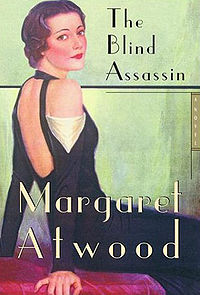 The
Blind
Assassin
A NOVEL
Margaret
Atwood